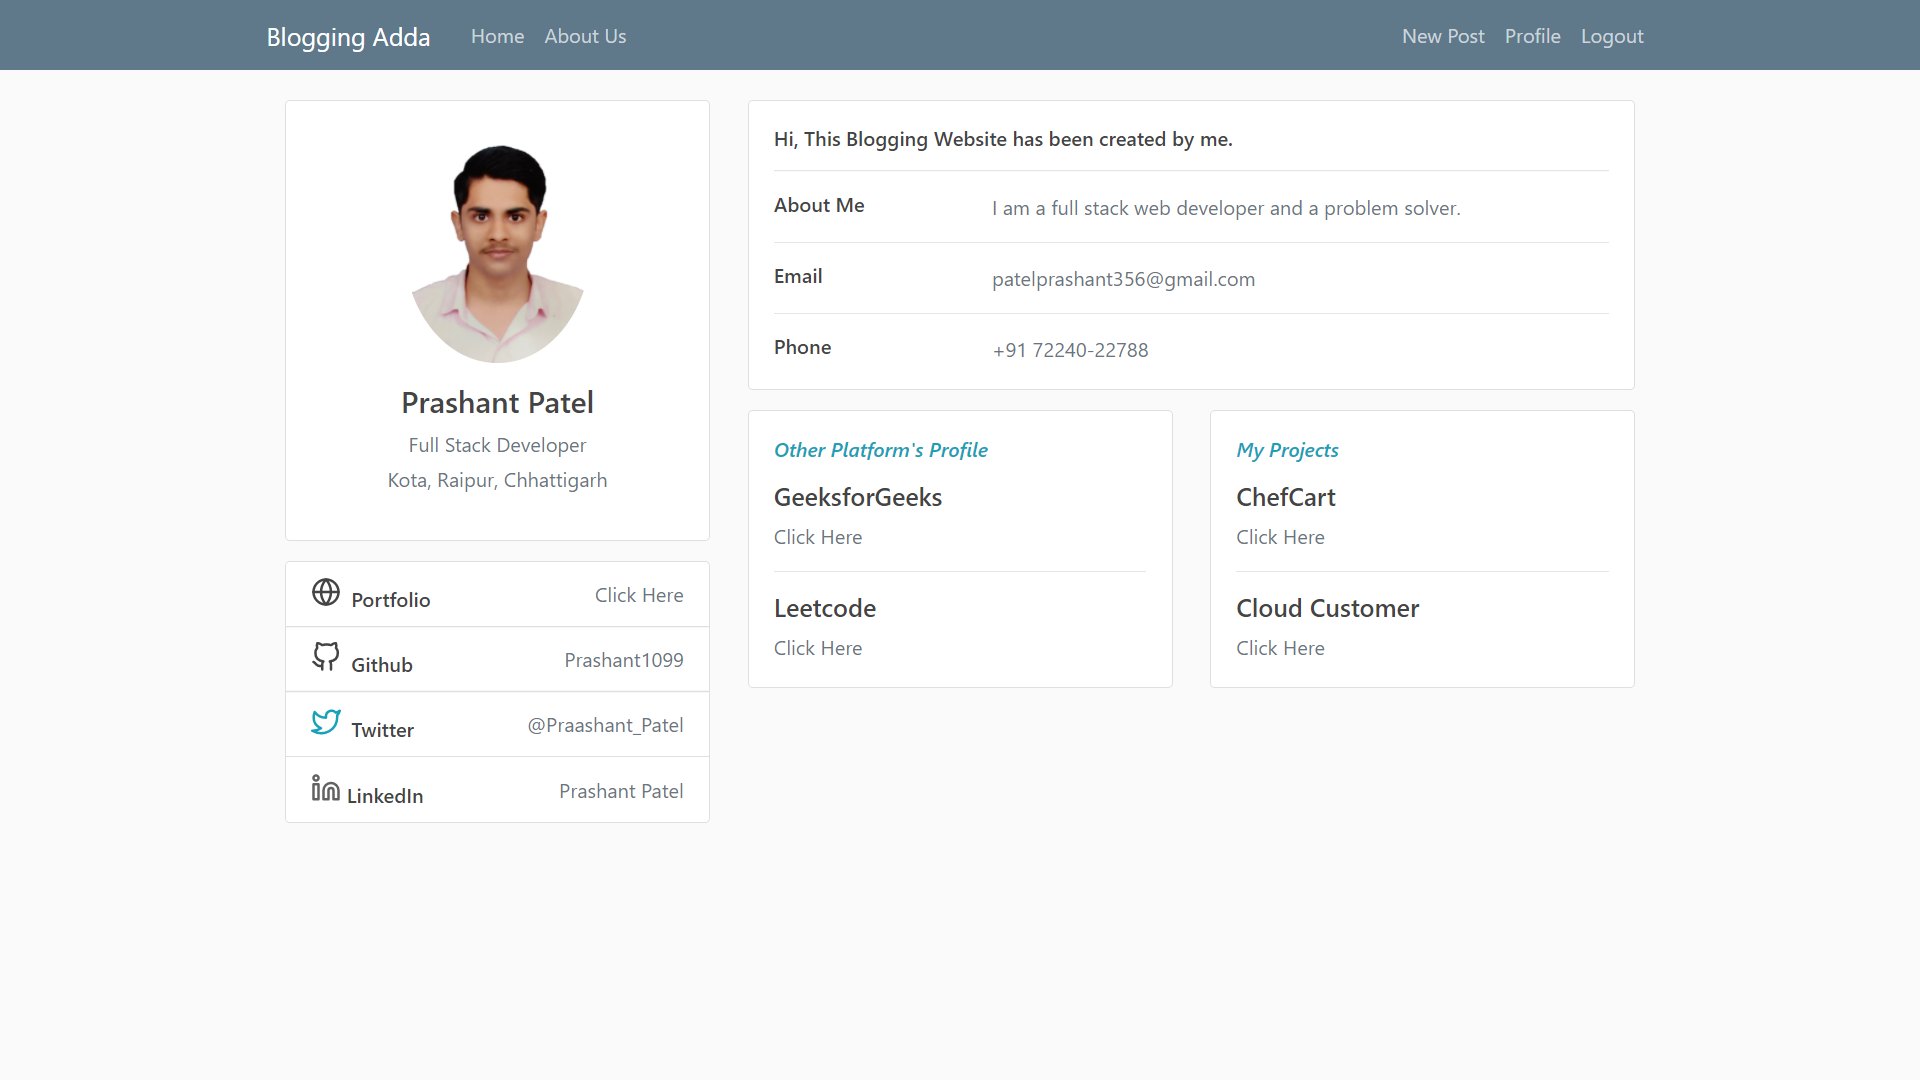 Blogging Adda Home About Us New Post Profile Logout
Prashant Patel
Full Stack Developer
Kota, Raipur, Chhattigarh
Portfolio Click Here
Github Prashant1099
Twitter @Praashant_Patel
LinkedIn Prashant Patel
Hi, This Blogging Website has been created by me.
About Me I am a full stack web developer and a problem solver.
Email patelprashant356@gmail.com
Phone +91 72240-22788
Other Platform's Profile
GeeksforGeeks
Click Here
Leetcode
Click Here
My Projects
ChefCart
Click Here
Cloud Customer
Click Here